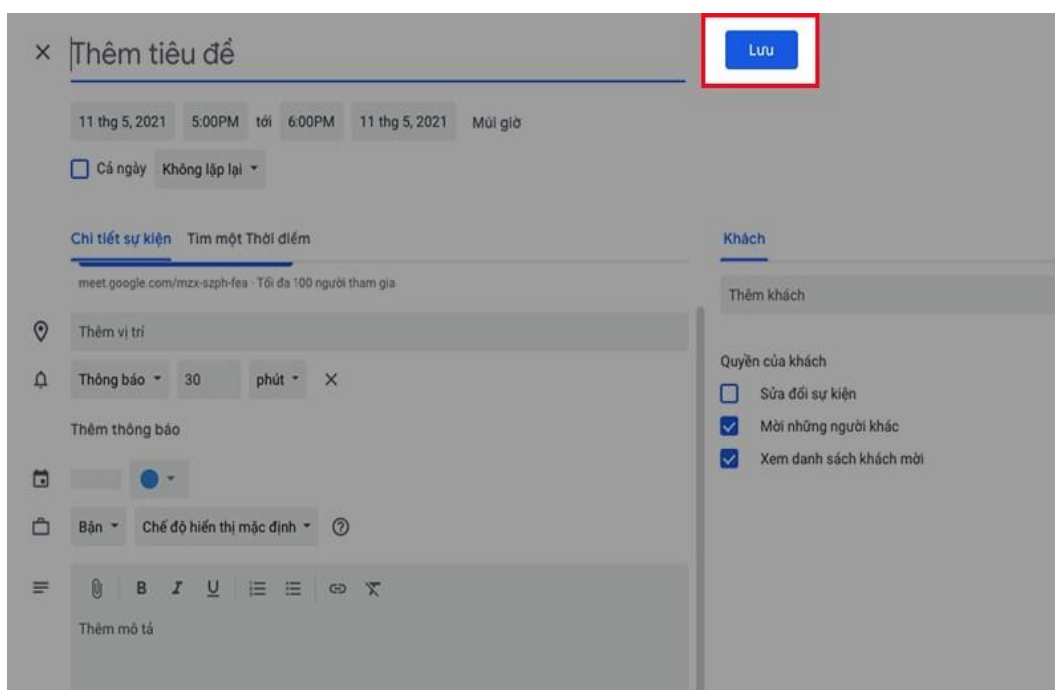 Thêm tiêu đề
Lưu
11 thg 5, 2021 5:00PM tới 6:00PM 11 thg 5, 2021 Múi giờ
Cả ngày Không lặp lại
Chi tiết sự kiện Tìm một Thời điểm
Khách
meet.google.com/mzx-szph-fea · Tối đa 100 người tham gia
Thêm khách
Thêm vị trí
Thông báo 30 phút
Quyền của khách
Sửa đổi sự kiện
Thêm thông báo
Mời những người khác
Xem danh sách khách mời
Bận Chế độ hiển thị mặc định
B I U
Thêm mô tả